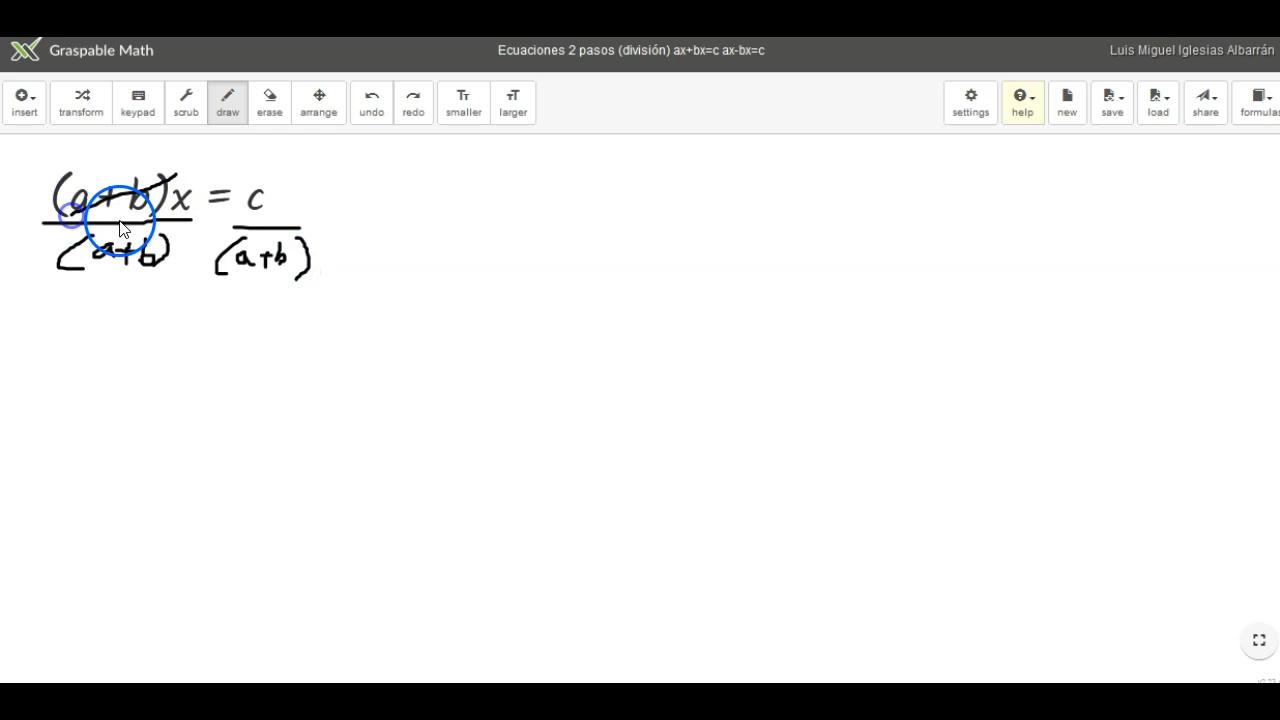 Graspable Math
Ecuaciones 2 pasos (división) ax+bx=c ax-bx=c
Luis Miguel Iglesias Albarrán
insert transform keypad scrub draw erase arrange undo redo smaller larger settings help new save load share formulas
(a+b)x = c
(a+b) (a+b)